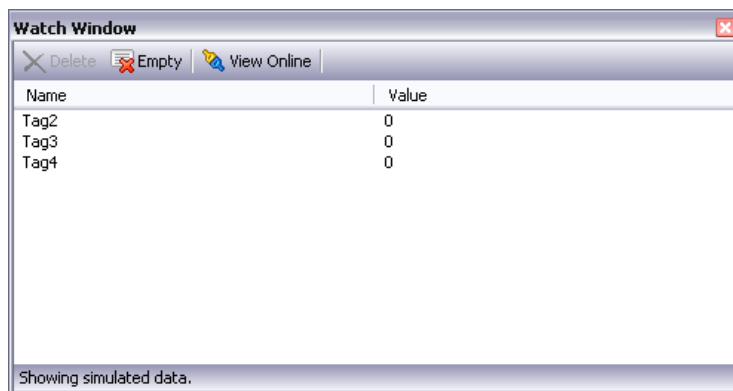 Watch Window
Delete Empty View Online
Name Value
Tag2 0
Tag3 0
Tag4 0
Showing simulated data.